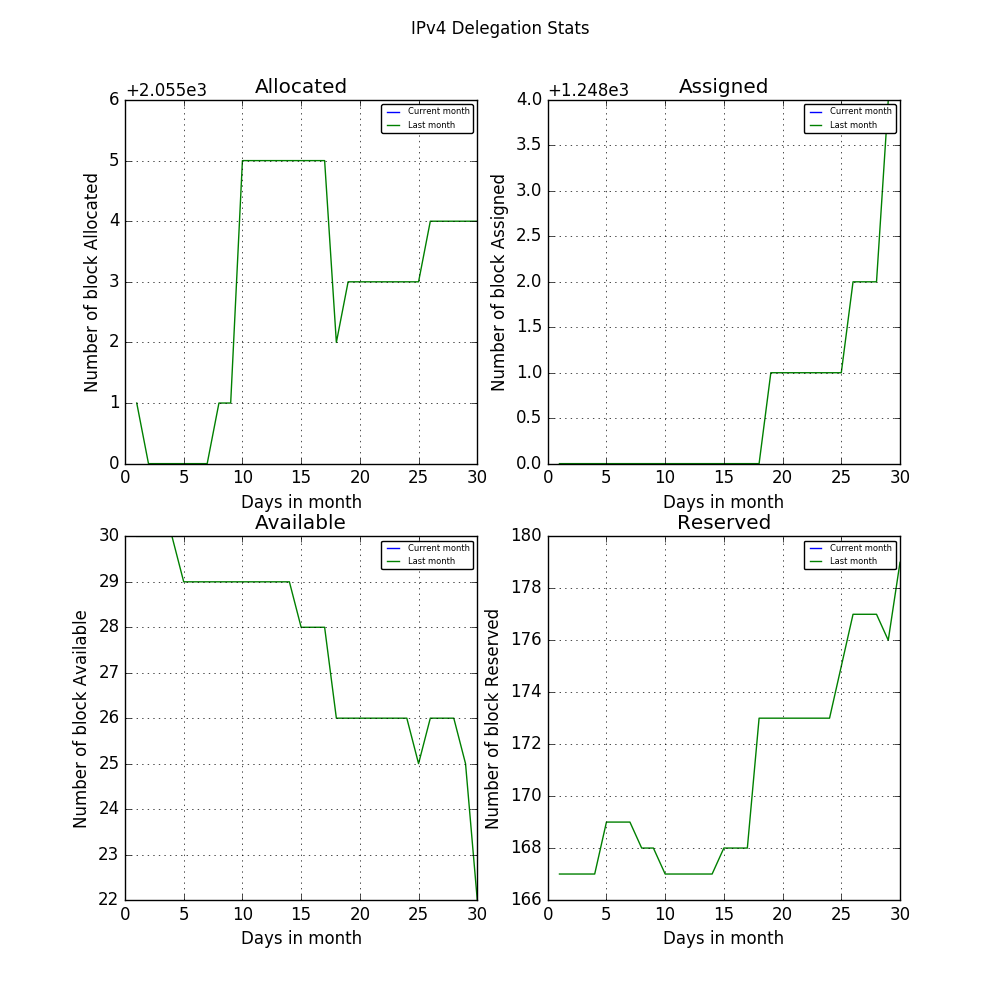 IPv4 Delegation Stats
+2.055e3
Allocated
Current month
Last month
6
5
4
3
2
1
0
Number of block Allocated
0 5 10 15 20 25 30
Days in month
+1.248e3
Assigned
Current month
Last month
4.0
3.5
3.0
2.5
2.0
1.5
1.0
0.5
0.0
Number of block Assigned
0 5 10 15 20 25 30
Days in month
Available
Current month
Last month
30
29
28
27
26
25
24
23
22
Number of block Available
0 5 10 15 20 25 30
Days in month
Reserved
Current month
Last month
180
178
176
174
172
170
168
166
Number of block Reserved
0 5 10 15 20 25 30
Days in month